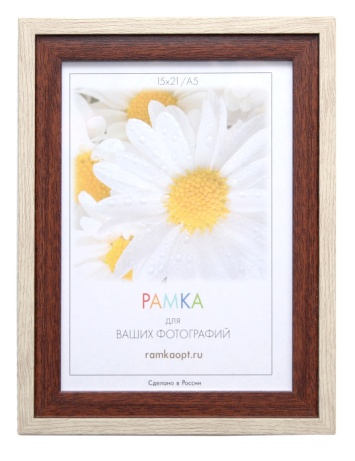 15x21/A5
РАМКА
для
ВАШИХ ФОТОГРАФИЙ
ramkaopt.ru
Сделано в России